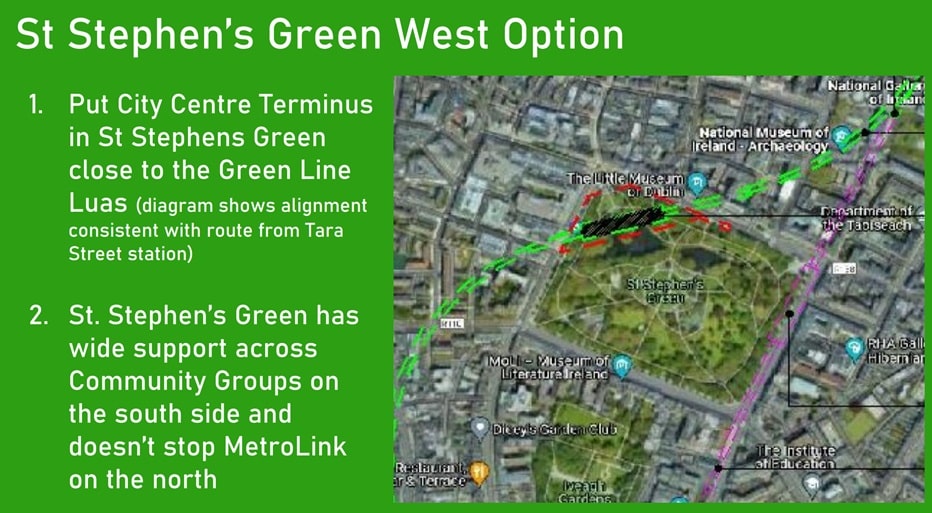 St Stephen's Green West Option
1. Put City Centre Terminus
in St Stephens Green
close to the Green Line
Luas (diagram shows alignment
consistent with route from Tara
Street station)
2. St. Stephen's Green has
wide support across
Community Groups on
the south side and
doesn't stop MetroLink
on the north
National Galler
of Ireland
National Museum of
Ireland - Archaeology
The Little Museum
of Dublin
Department of
the Taoiseach
St Stephen's
Green
R110
MoLI - Museum of
Literature Ireland
RHA Gall
Hibernian
Dicey's Garden Club
The Institute
of Education
Restaurant,
er & Terrace
Iveagh
Gardens